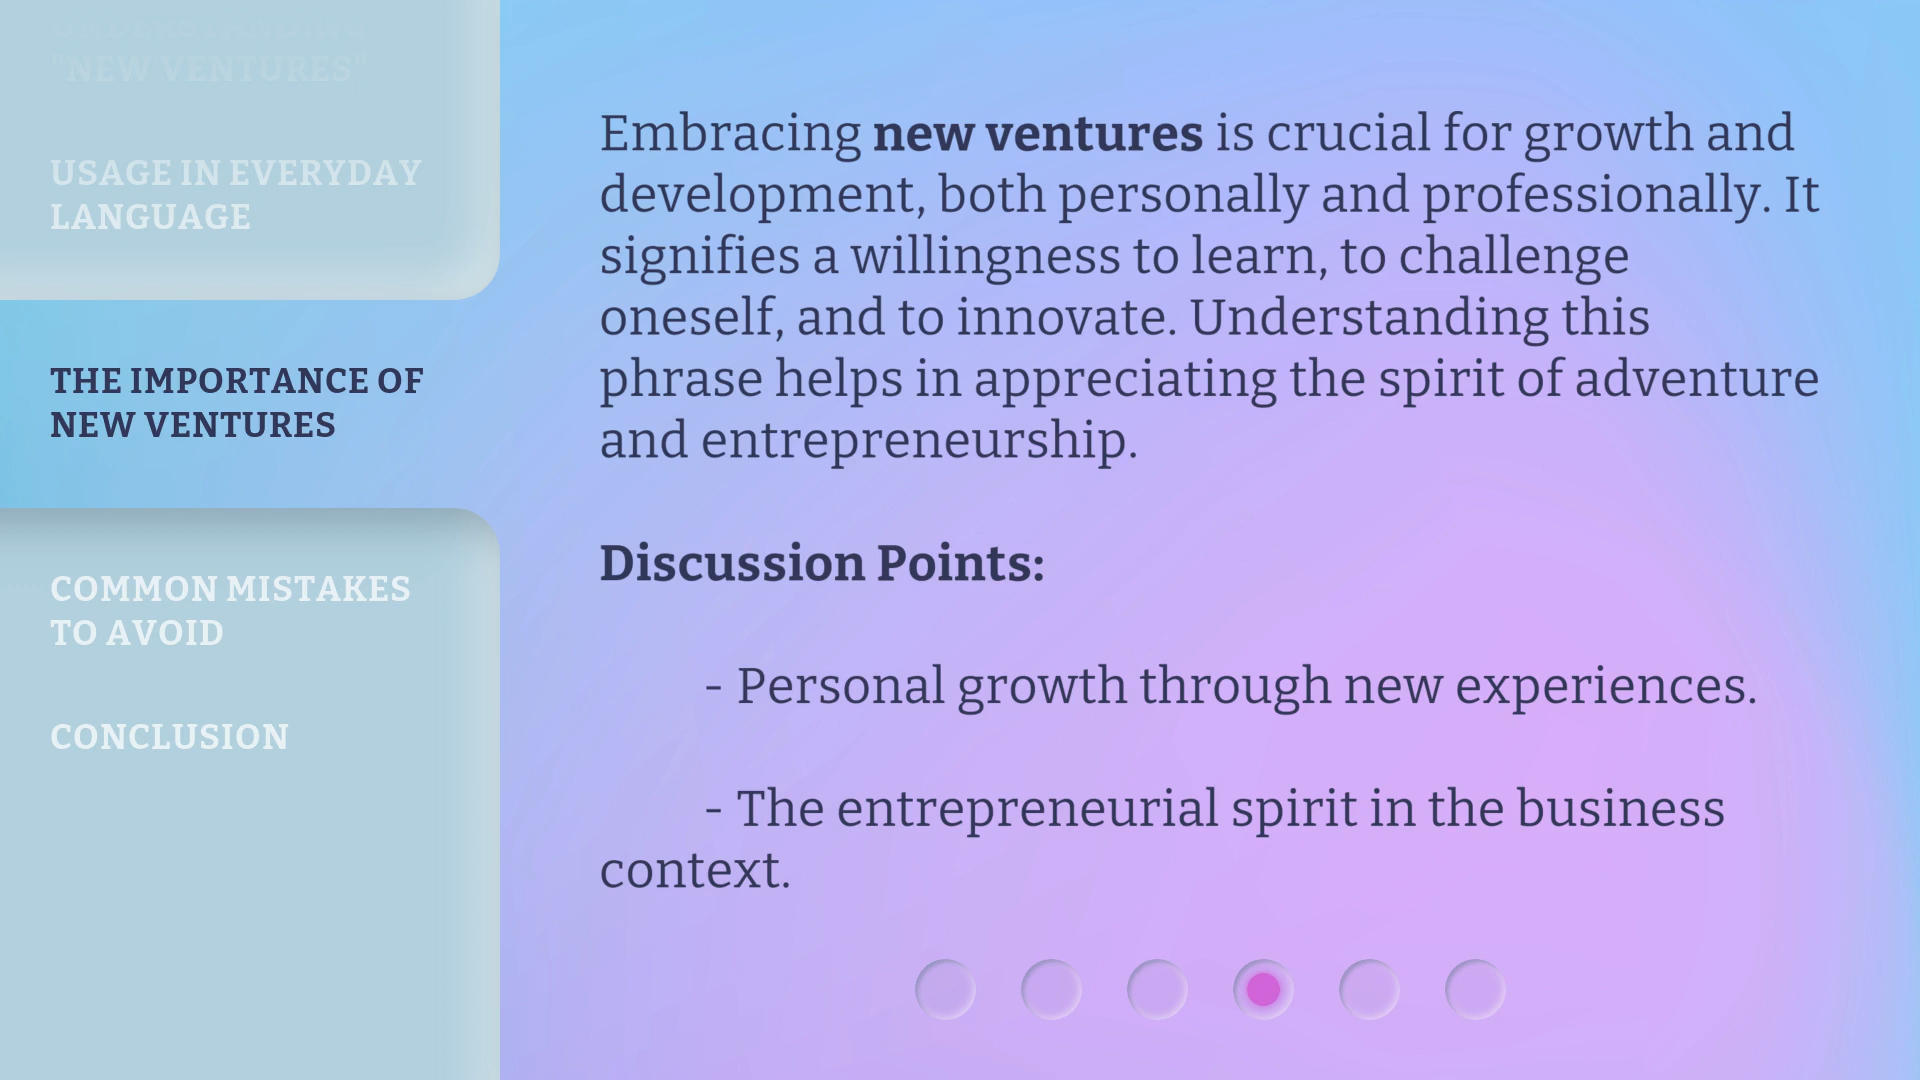 "NEW VENTURES"
USAGE IN EVERYDAY
LANGUAGE
THE IMPORTANCE OF
NEW VENTURES
COMMON MISTAKES
TO AVOID
CONCLUSION
Embracing new ventures is crucial for growth and
development, both personally and professionally. It
signifies a willingness to learn, to challenge
oneself, and to innovate. Understanding this
phrase helps in appreciating the spirit of adventure
and entrepreneurship.
Discussion Points:
- Personal growth through new experiences.
- The entrepreneurial spirit in the business
context.